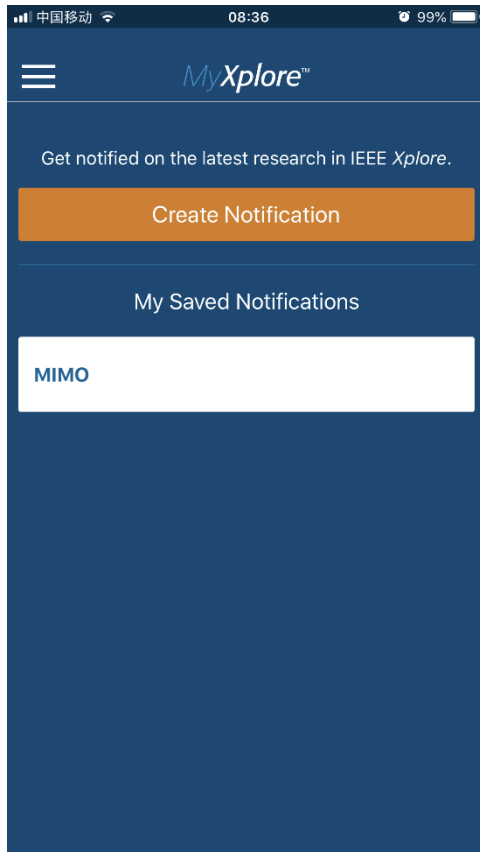 中国移动 08:36 99%
MyXplore™
Get notified on the latest research in IEEE Xplore.
Create Notification
My Saved Notifications
MIMO